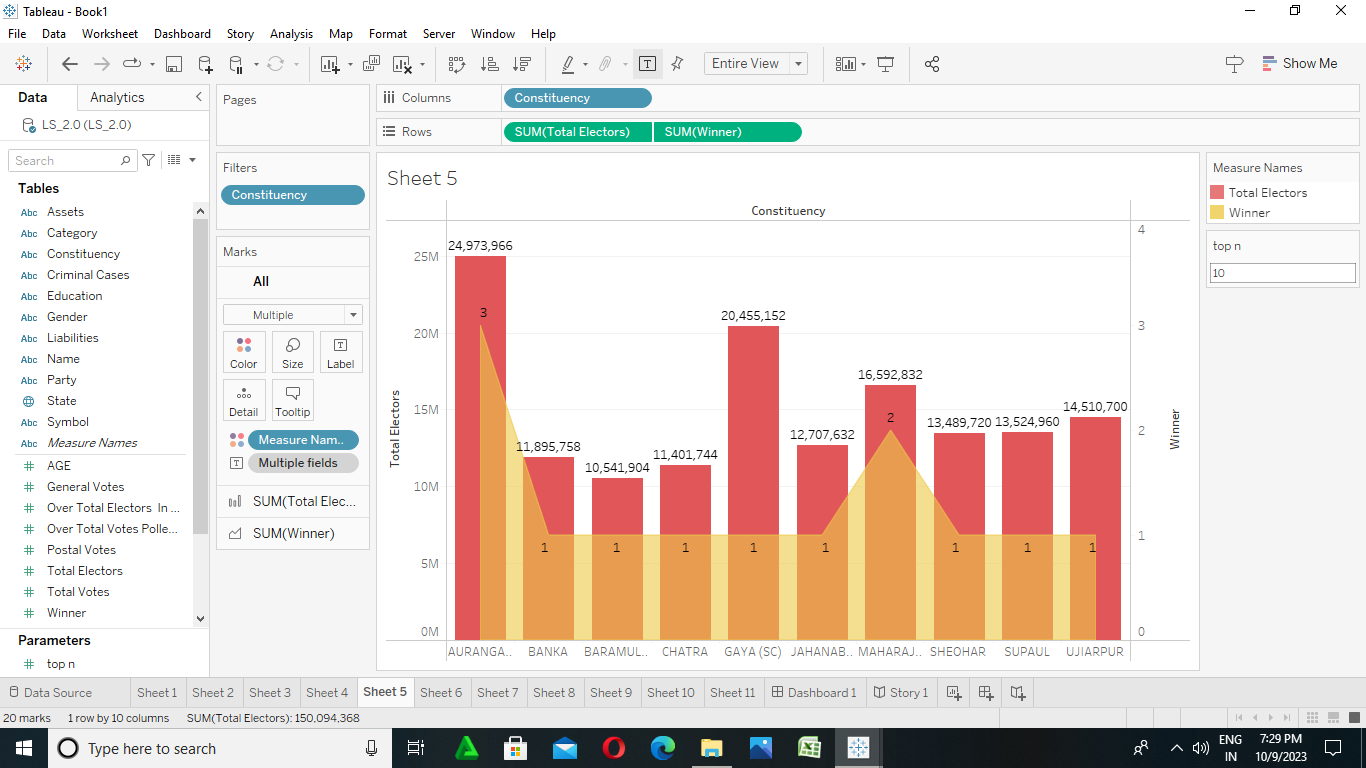 Tableau - Book1
File Data Worksheet Dashboard Story Analysis Map Format Server Window Help
Entire View
Show Me
Data Analytics
LS_2.0 (LS_2.0)
Search
Tables
Abc Assets
Abc Category
Abc Constituency
Abc Criminal Cases
Abc Education
Abc Gender
Abc Liabilities
Abc Name
Abc Party
State
Abc Symbol
Abc Measure Names
# AGE
# General Votes
# Over Total Electors In ...
# Over Total Votes Polle...
# Postal Votes
# Total Electors
# Total Votes
# Winner
Parameters
# top n
Pages
Filters
Constituency
Marks
All
Multiple
Color Size Label
Detail Tooltip
Measure Nam..
Multiple fields
SUM(Total Elec...
SUM(Winner)
Columns Constituency
Rows SUM(Total Electors) SUM(Winner)
Sheet 5
Constituency
Total Electors
25M
20M
15M
10M
5M
0M
24,973,966
11,895,758
10,541,904
11,401,744
20,455,152
12,707,632
16,592,832
13,489,720
13,524,960
14,510,700
3
1
1
1
1
1
2
1
1
1
AURANGA.. BANKA BARAMUL.. CHATRA GAYA (SC) JAHANAB.. MAHARAJ.. SHEOHAR SUPAUL UJIARPUR
4
3
2
1
0
Winner
Measure Names
Total Electors
Winner
top n
10
Data Source Sheet 1 Sheet 2 Sheet 3 Sheet 4 Sheet 5 Sheet 6 Sheet 7 Sheet 8 Sheet 9 Sheet 10 Sheet 11 Dashboard 1 Story 1
20 marks 1 row by 10 columns SUM(Total Electors): 150,094,368
Type here to search
ENG
IN
7:29 PM
10/9/2023